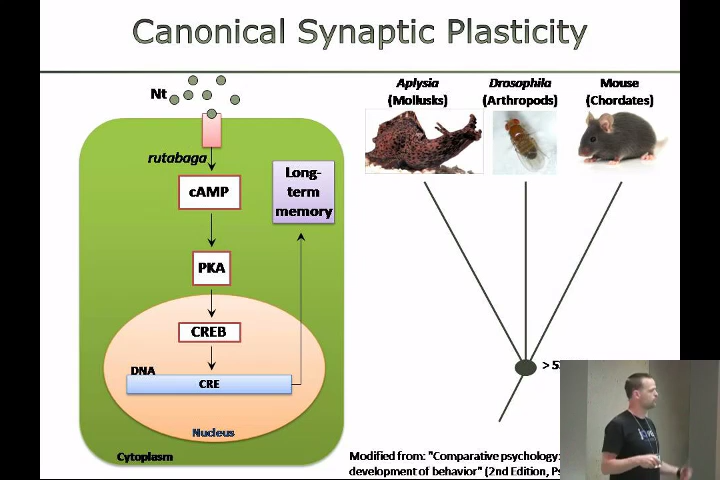 Canonical Synaptic Plasticity
Nt
rutabaga
cAMP
PKA
CREB
DNA
CRE
Nucleus
Cytoplasm
Long-
term
memory
Aplysia
(Mollusks)
Drosophila
(Arthropods)
Mouse
(Chordates)
> 5
Modified from: "Comparative psychology:
development of behavior" (2nd Edition,